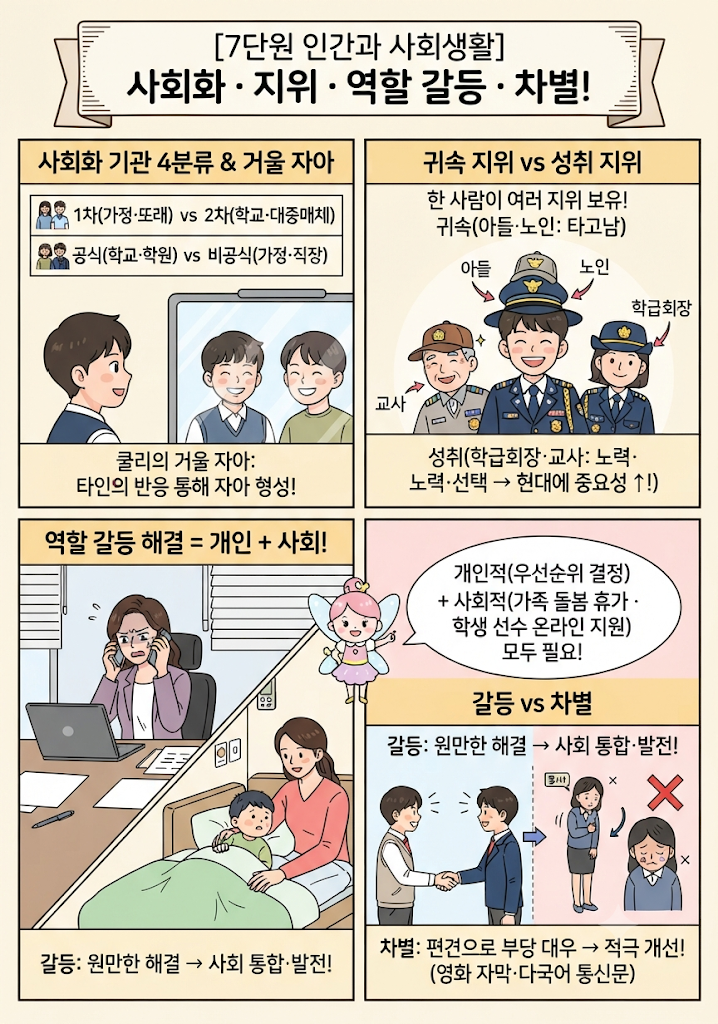 [7단원 인간과 사회생활]
사회화 · 지위 · 역할 갈등 · 차별!
사회화 기관 4분류 & 거울 자아
1차(가정·또래) vs 2차(학교·대중매체)
공식(학교·학원) vs 비공식(가정·직장)
쿨리의 거울 자아:
타인의 반응 통해 자아 형성!
귀속 지위 vs 성취 지위
한 사람이 여러 지위 보유!
귀속(아들·노인: 타고남)
아들
노인
학급회장
교사
성취(학급회장·교사: 노력·
노력·선택 → 현대에 중요성 ↑!)
역할 갈등 해결 = 개인 + 사회!
갈등: 원만한 해결 → 사회 통합·발전!
개인적(우선순위 결정)
+ 사회적(가족 돌봄 휴가 ·
학생 선수 온라인 지원)
모두 필요!
갈등 vs 차별
갈등: 원만한 해결 → 사회 통합·발전!
차별: 편견으로 부당 대우 → 적극 개선!
(영화 자막·다국어 통신문)